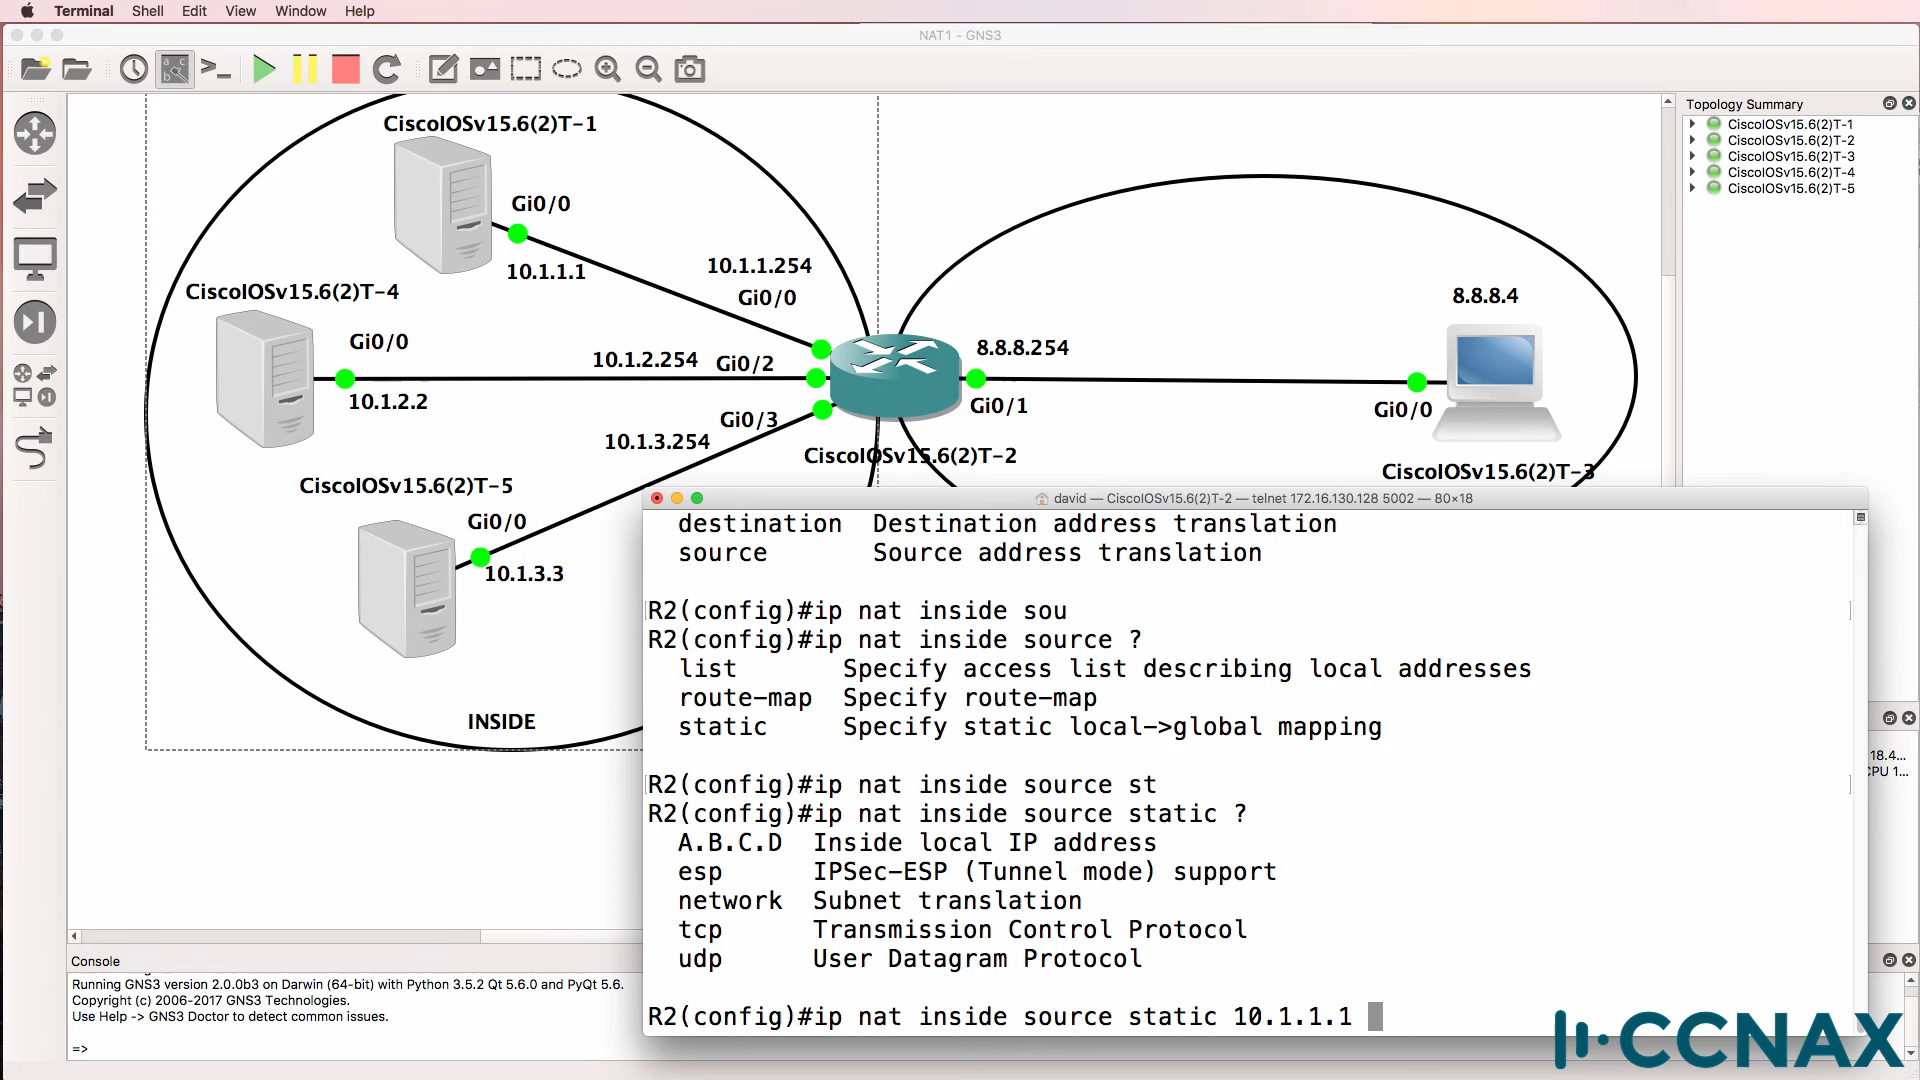 Terminal Shell Edit View Window Help
NAT1 - GNS3
Topology Summary
CiscoIOSv15.6(2)T-1
CiscoIOSv15.6(2)T-2
CiscoIOSv15.6(2)T-3
CiscoIOSv15.6(2)T-4
CiscoIOSv15.6(2)T-5
CiscoIOSv15.6(2)T-1
Gi0/0
10.1.1.1
10.1.1.254
Gi0/0
CiscoIOSv15.6(2)T-4
Gi0/0
10.1.2.2
10.1.2.254
Gi0/2
8.8.8.254
Gi0/1
8.8.8.4
Gi0/0
CiscoIOSv15.6(2)T-3
Gi0/3
10.1.3.254
CiscoIOSv15.6(2)T-2
CiscoIOSv15.6(2)T-5
Gi0/0
10.1.3.3
INSIDE
david — CiscoIOSv15.6(2)T-2 — telnet 172.16.130.128 5002 — 80×18
destination Destination address translation
source Source address translation
R2(config)#ip nat inside sou
R2(config)#ip nat inside source ?
list Specify access list describing local addresses
route-map Specify route-map
static Specify static local->global mapping
R2(config)#ip nat inside source st
R2(config)#ip nat inside source static ?
A.B.C.D Inside local IP address
esp IPSec-ESP (Tunnel mode) support
network Subnet translation
tcp Transmission Control Protocol
udp User Datagram Protocol
R2(config)#ip nat inside source static 10.1.1.1
18.4...
CPU 1...
Console
Running GNS3 version 2.0.0b3 on Darwin (64-bit) with Python 3.5.2 Qt 5.6.0 and PyQt 5.6.
Copyright (c) 2006-2017 GNS3 Technologies.
Use Help -> GNS3 Doctor to detect common issues.
=>
CCNAX